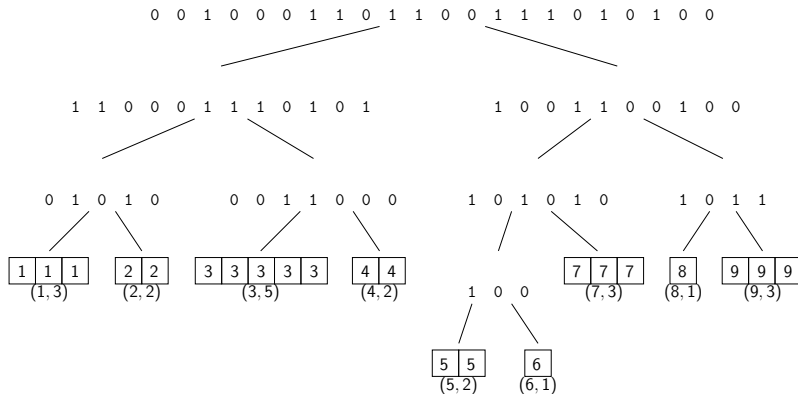 0 0 1 0 0 0 1 1 0 1 1 0 0 1 1 1 0 1 0 1 0 0
1 1 0 0 0 1 1 1 0 1 0 1 1 0 0 1 1 0 0 1 0 0
0 1 0 1 0 0 0 1 1 0 0 0 1 0 1 0 1 0 1 0 1 1
1 1 1 2 2 3 3 3 3 3 4 4 7 7 7 8 9 9 9
(1, 3) (2, 2) (3, 5) (4, 2) 1 0 0 (7, 3) (8, 1) (9, 3)
5 5 6
(5, 2) (6, 1)